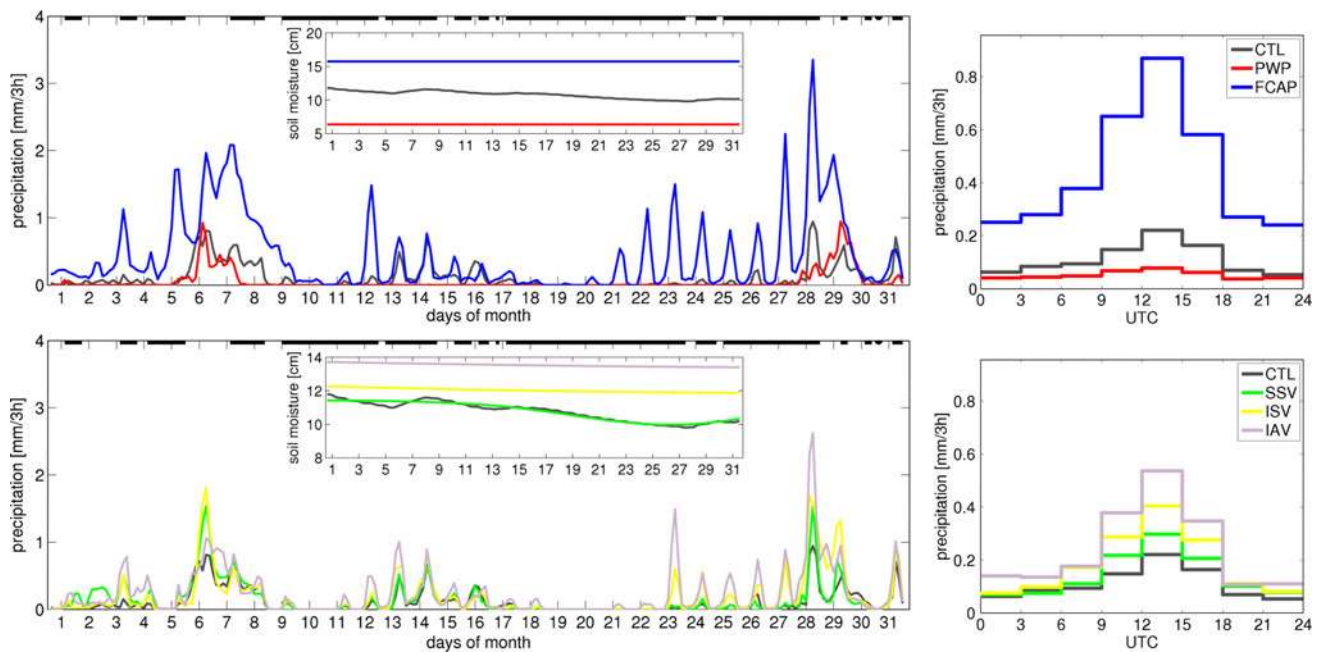 4
3
2
1
0
precipitation [mm/3h]
20
15
10
5
soil moisture [cm]
1 3 5 7 9 11 13 15 17 19 21 23 25 27 29 31
1 2 3 4 5 6 7 8 9 10 11 12 13 14 15 16 17 18 19 20 21 22 23 24 25 26 27 28 29 30 31
days of month
CTL
PWP
FCAP
0.8
0.6
0.4
0.2
0
precipitation [mm/3h]
0 3 6 9 12 15 18 21 24
UTC
4
3
2
1
0
precipitation [mm/3h]
14
12
10
8
soil moisture [cm]
1 3 5 7 9 11 13 15 17 19 21 23 25 27 29 31
1 2 3 4 5 6 7 8 9 10 11 12 13 14 15 16 17 18 19 20 21 22 23 24 25 26 27 28 29 30 31
days of month
CTL
SSV
ISV
IAV
0.8
0.6
0.4
0.2
0
precipitation [mm/3h]
0 3 6 9 12 15 18 21 24
UTC